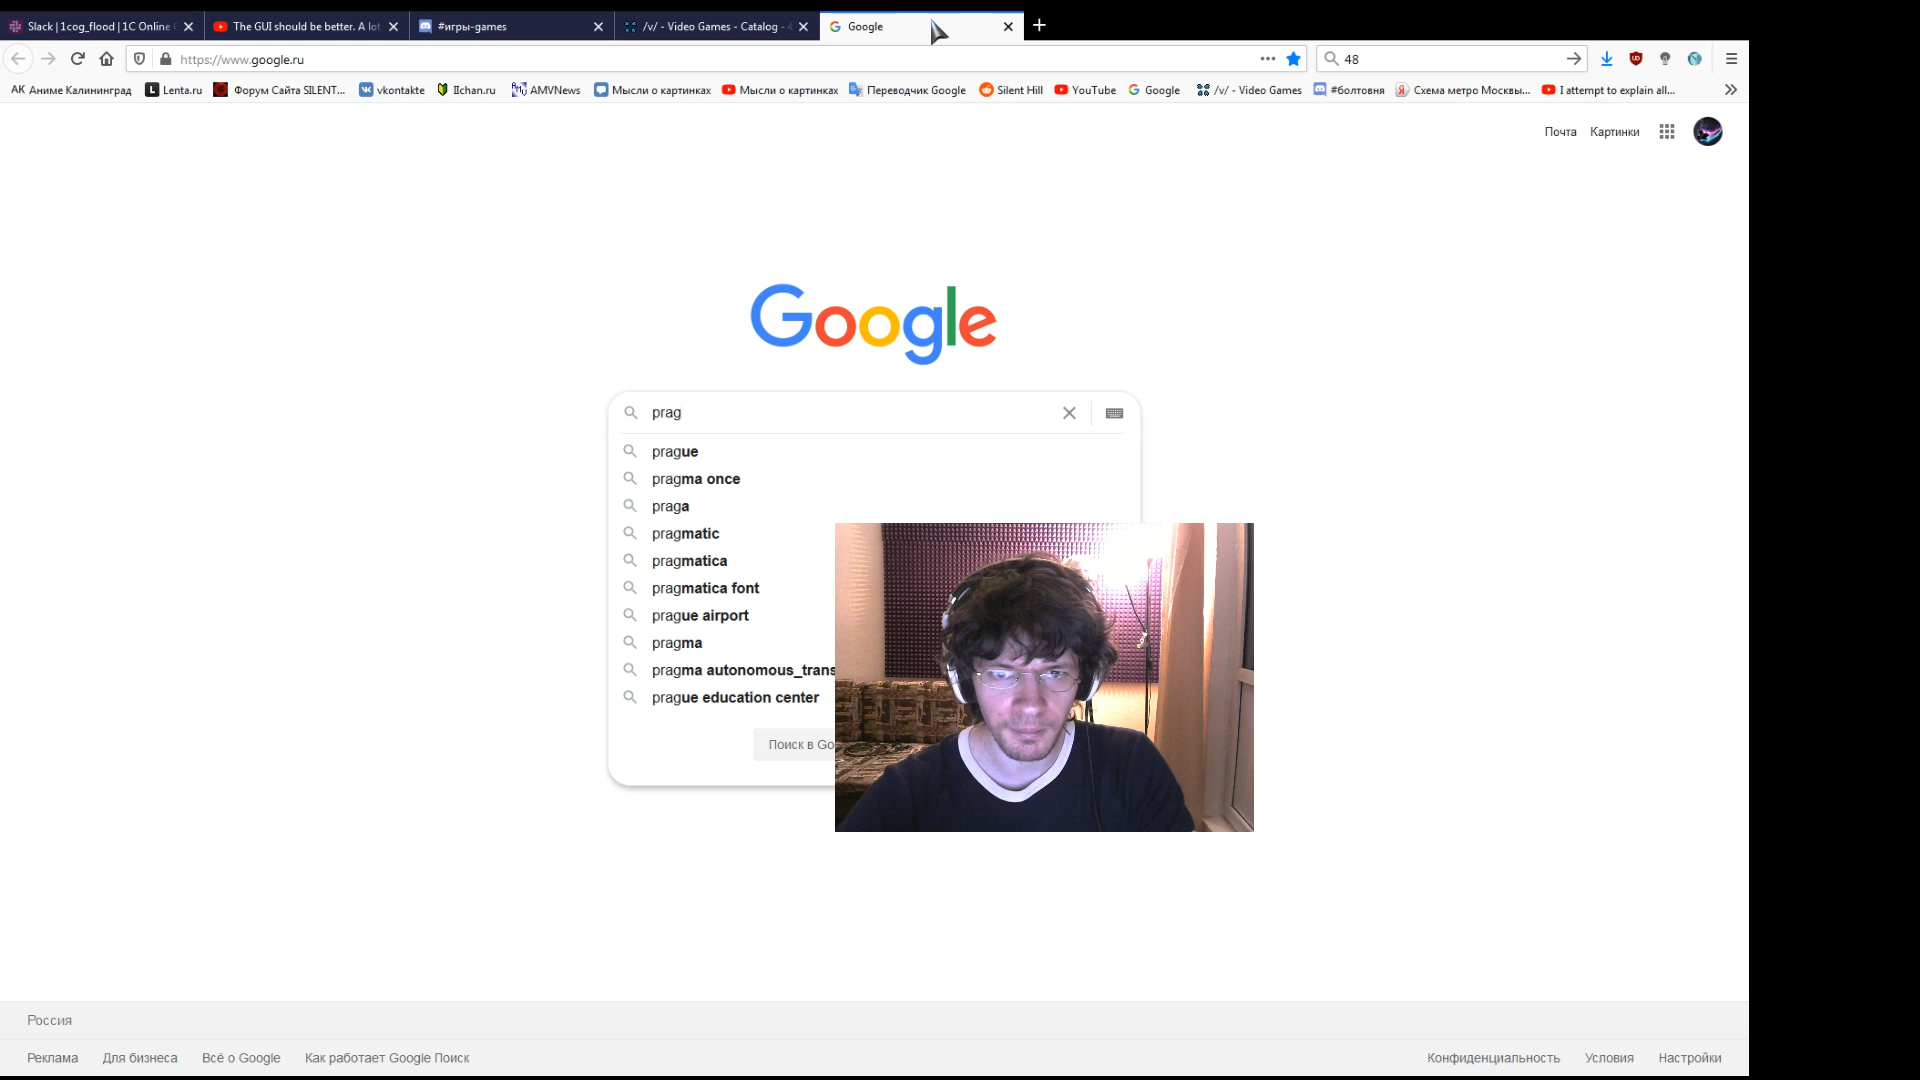 Slack | 1cog_flood | 1C Online
The GUI should be better. A lot
#игры-games
/v/ - Video Games - Catalog -
Google
https://www.google.ru
48
АК Аниме Калининград
Lenta.ru
Форум Сайта SILENT...
vkontakte
IIchan.ru
AMVNews
Мысли о картинках
Мысли о картинках
Переводчик Google
Silent Hill
YouTube
Google
/v/ - Video Games
#болтовня
Схема метро Москвы...
I attempt to explain all...
Почта
Картинки
Google
prag
prague
pragma once
praga
pragmatic
pragmatica
pragmatica font
prague airport
pragma
pragma autonomous_trans
prague education center
Поиск в Go
Россия
Реклама
Для бизнеса
Всё о Google
Как работает Google Поиск
Конфиденциальность
Условия
Настройки